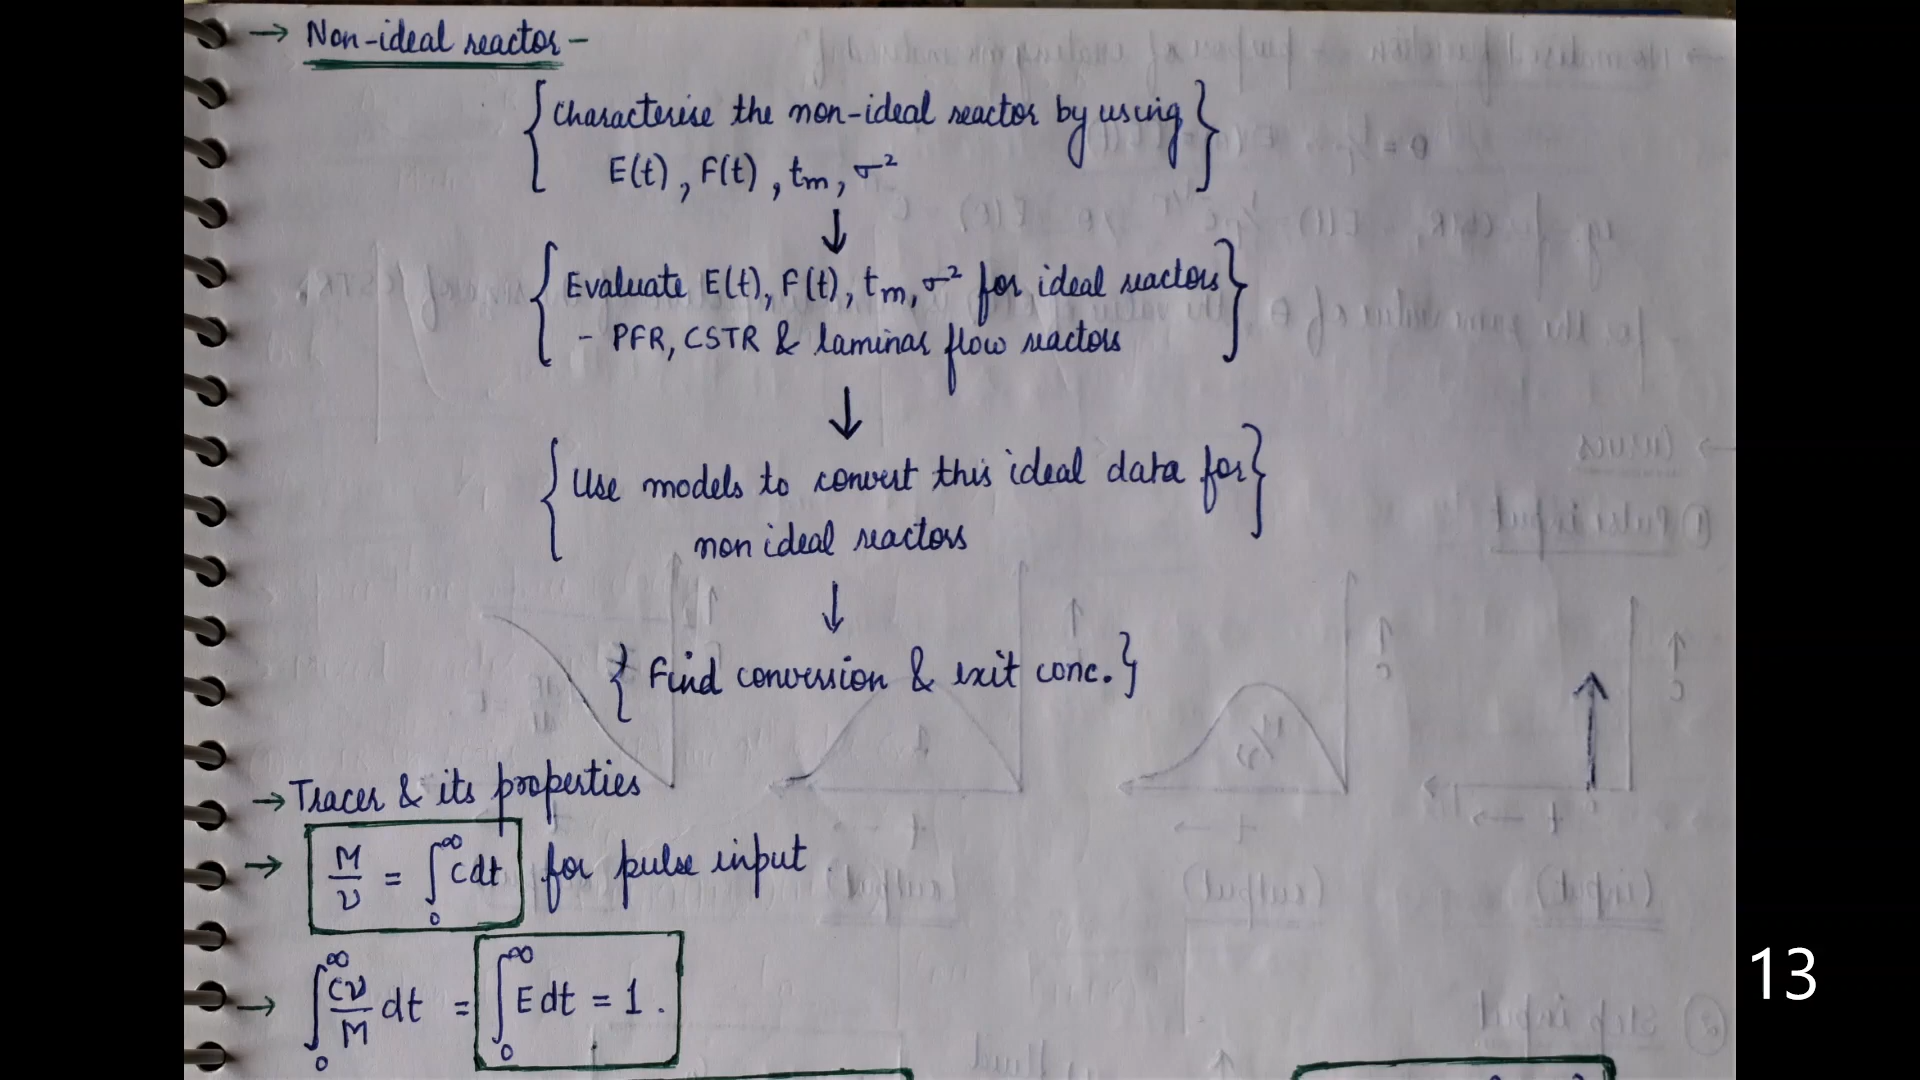 → Non-ideal reactor -
{ Characterise the non-ideal reactor by using }
E(t), F(t), tm, σ²
↓
{ Evaluate E(t), F(t), tm, σ² for ideal reactors }
- PFR, CSTR & laminar flow reactors
↓
{ Use models to convert this ideal data for }
non ideal reactors
↓
{ Find conversion & exit conc. }
→ Tracer & its properties
→ M/ν = ∫₀^∞ C dt for pulse input
→ ∫₀^∞ Cν/M dt = ∫₀^∞ E dt = 1.
13